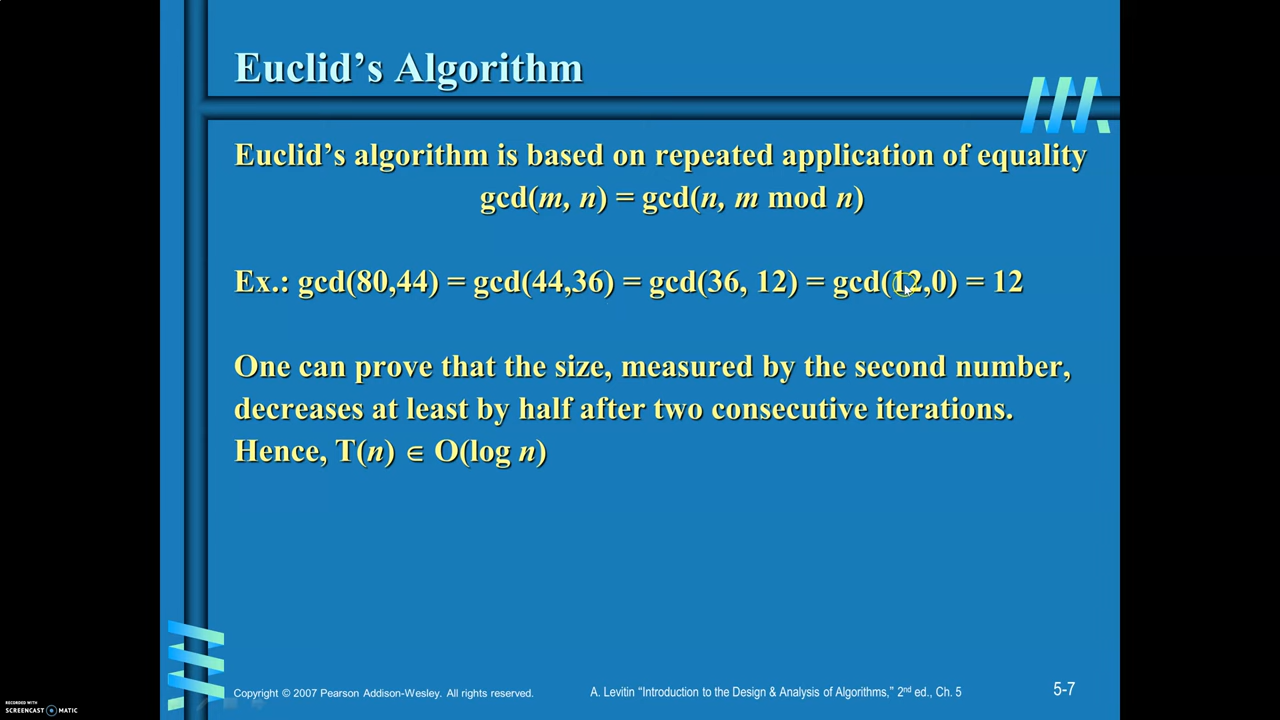 Euclid’s Algorithm
Euclid’s algorithm is based on repeated application of equality
gcd(m, n) = gcd(n, m mod n)
Ex.: gcd(80,44) = gcd(44,36) = gcd(36, 12) = gcd(12,0) = 12
One can prove that the size, measured by the second number,
decreases at least by half after two consecutive iterations.
Hence, T(n) ∈ O(log n)
Copyright © 2007 Pearson Addison-Wesley. All rights reserved.
A. Levitin “Introduction to the Design & Analysis of Algorithms,” 2nd ed., Ch. 5
5-7
RECORDED WITH
SCREENCAST MATIC